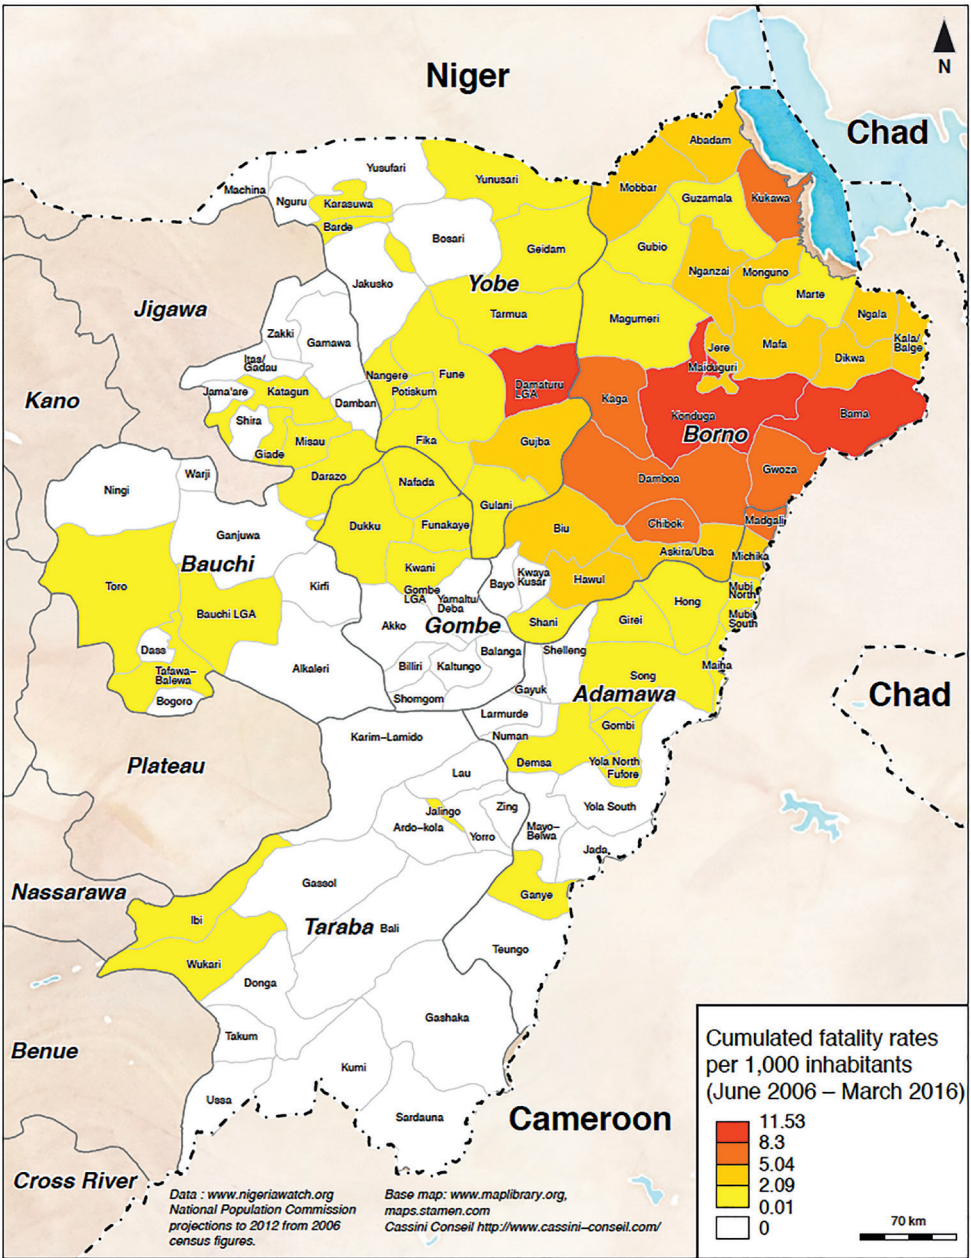 Niger
N
Chad
Abadam
Yusufari
Yunusari
Machina
Mobbar
Nguru
Karasuwa
Guzamala
Kukawa
Barde
Bosari
Geidam
Gubio
Nganzai
Monguno
Jakusko
Yobe
Marte
Jigawa
Tarmua
Magumeri
Ngala
Zakki
Gamawa
Jere
Mafa
Kala/
Balge
Dikwa
Itas/
Gadau
Maiduguri
Nangere
Fune
Kano
Jama'are
Katagun
Potiskum
Damaturu
LGA
Kaga
Damban
Konduga
Bama
Shira
Borno
Misau
Fika
Gujba
Giade
Gwoza
Darazo
Nafada
Damboa
Warji
Ningi
Gulani
Dukku
Funakaye
Biu
Chibok
Madgali
Ganjuwa
Askira/Uba
Michika
Bauchi
Kwani
Kwaya
Kusar
Bayo
Hawul
Toro
Kirfi
Gombe
LGA
Yamaltu/
Deba
Mubi
North
Hong
Bauchi LGA
Akko
Gombe
Shani
Girei
Mubi
South
Dass
Balanga
Shelleng
Alkaleri
Billiri
Kaltungo
Maiha
Tafawa–
Balewa
Song
Bogoro
Shomgom
Gayuk
Adamawa
Chad
Larmurde
Gombi
Karim–Lamido
Numan
Plateau
Demsa
Yola North
Fufore
Lau
Jalingo
Zing
Yola South
Ardo–kola
Yorro
Mayo–
Belwa
Jada
Gassol
Nassarawa
Ganye
Ibi
Taraba
Bali
Teungo
Wukari
Donga
Gashaka
Takum
Benue
Kumi
Ussa
Sardauna
Cameroon
Cross River
Cumulated fatality rates
per 1,000 inhabitants
(June 2006 – March 2016)
11.53
8.3
5.04
2.09
0.01
0
70 km
Data : www.nigeriawatch.org
National Population Commission
projections to 2012 from 2006
census figures.
Base map: www.maplibrary.org,
maps.stamen.com
Cassini Conseil http://www.cassini–conseil.com/